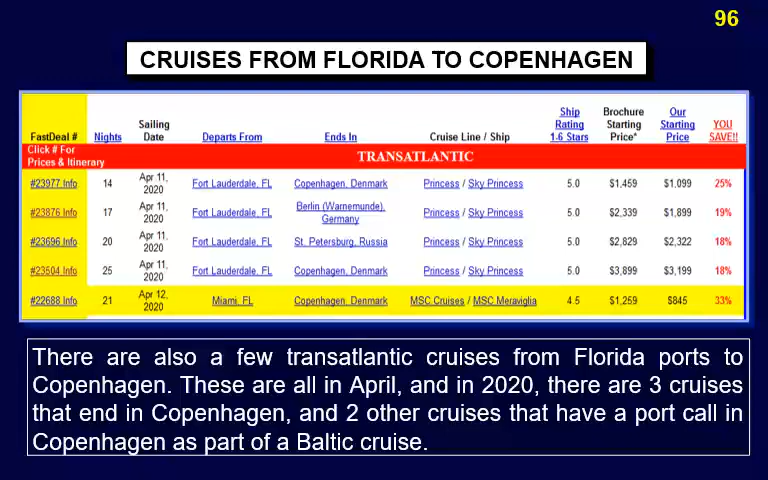 96
CRUISES FROM FLORIDA TO COPENHAGEN
FastDeal # Nights Sailing Date Departs From Ends In Cruise Line / Ship Ship Rating 1-6 Stars Brochure Starting Price* Our Starting Price YOU SAVE!!
Click # For Prices & Itinerary TRANSATLANTIC
#23977 Info 14 Apr 11, 2020 Fort Lauderdale, FL Copenhagen, Denmark Princess / Sky Princess 5.0 $1,459 $1,099 25%
#23876 Info 17 Apr 11, 2020 Fort Lauderdale, FL Berlin (Warnemunde), Germany Princess / Sky Princess 5.0 $2,339 $1,899 19%
#23696 Info 20 Apr 11, 2020 Fort Lauderdale, FL St. Petersburg, Russia Princess / Sky Princess 5.0 $2,829 $2,322 18%
#23504 Info 25 Apr 11, 2020 Fort Lauderdale, FL Copenhagen, Denmark Princess / Sky Princess 5.0 $3,899 $3,199 18%
#22688 Info 21 Apr 12, 2020 Miami, FL Copenhagen, Denmark MSC Cruises / MSC Meraviglia 4.5 $1,259 $845 33%
There are also a few transatlantic cruises from Florida ports to
Copenhagen. These are all in April, and in 2020, there are 3 cruises
that end in Copenhagen, and 2 other cruises that have a port call in
Copenhagen as part of a Baltic cruise.